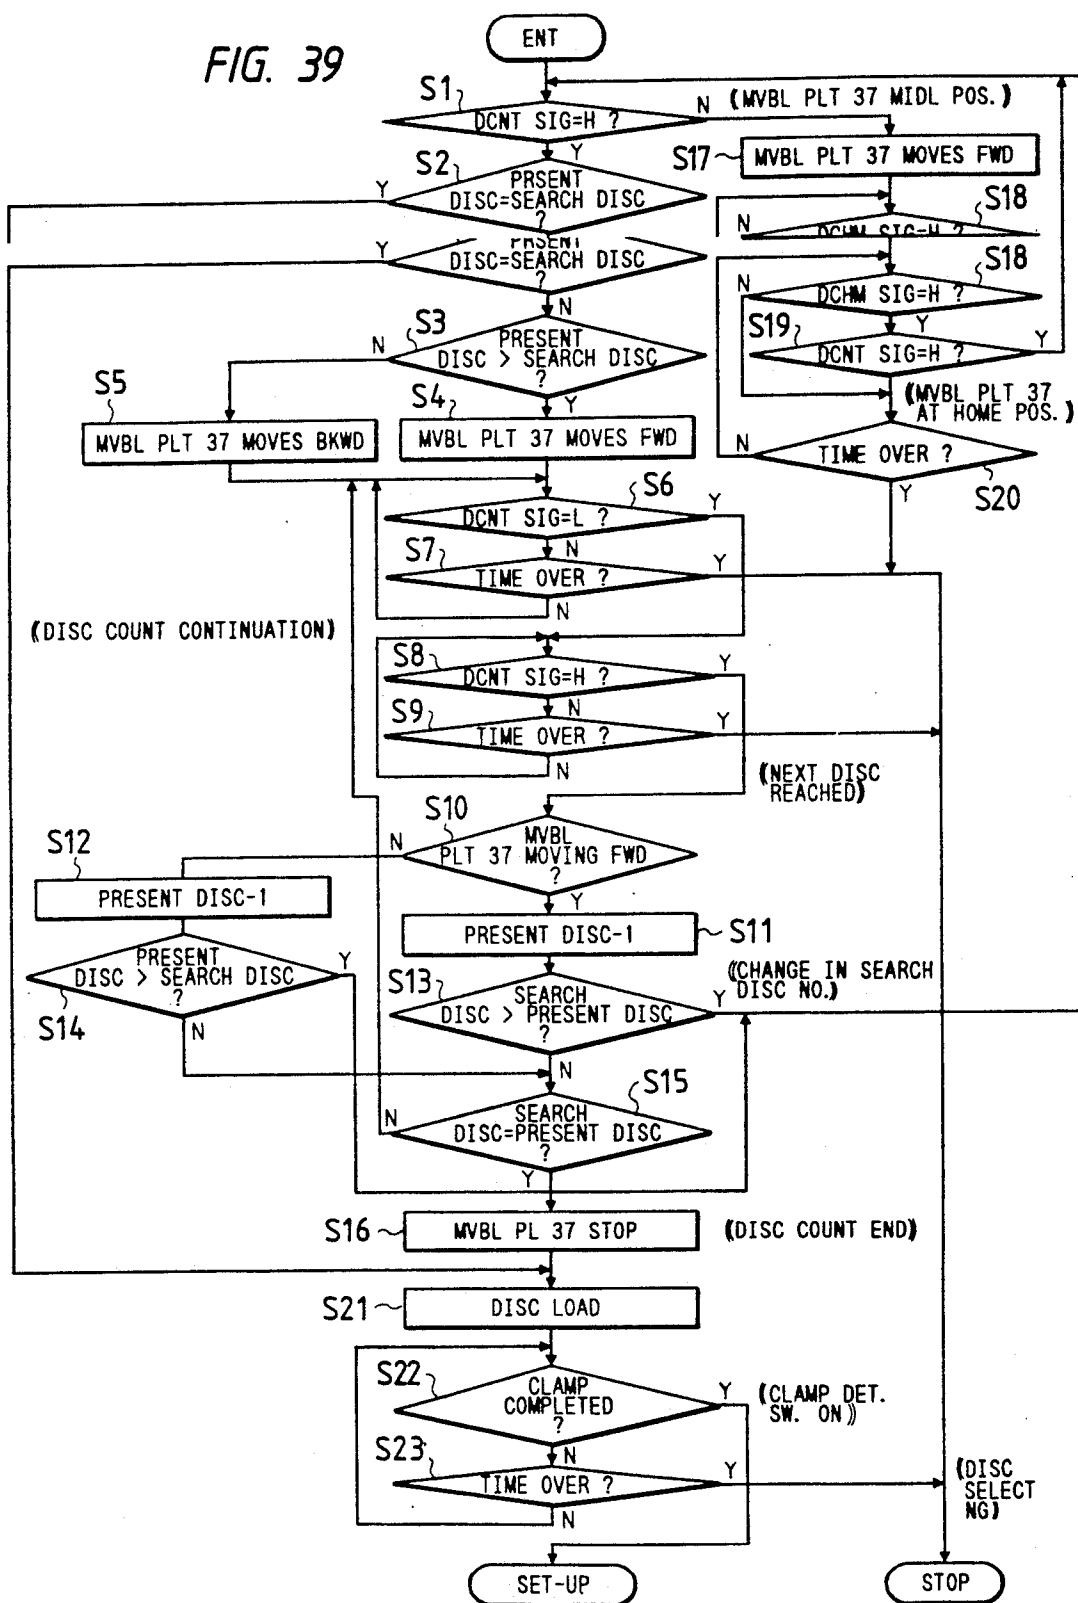 FIG. 39
ENT
S1
DCNT SIG=H ?
N
(MVBL PLT 37 MIDL POS.)
Y
S17
MVBL PLT 37 MOVES FWD
S2
Y
PRSENT
DISC=SEARCH DISC
?
S18
N
DCHM SIG=H ?
Y
PRSENT
DISC=SEARCH DISC
?
N
S18
N
DCHM SIG=H ?
Y
S3
N
PRESENT
DISC > SEARCH DISC
?
Y
S19
DCNT SIG=H ?
Y
(MVBL PLT 37
AT HOME POS.)
S5
MVBL PLT 37 MOVES BKWD
S4
MVBL PLT 37 MOVES FWD
N
TIME OVER ?
Y
S20
S6
DCNT SIG=L ?
Y
N
S7
TIME OVER ?
Y
N
(DISC COUNT CONTINUATION)
S8
DCNT SIG=H ?
Y
N
S9
TIME OVER ?
Y
N
(NEXT DISC
REACHED)
S10
N
MVBL
PLT 37 MOVING FWD
?
Y
S12
PRESENT DISC-1
PRESENT DISC-1
S11
S14
PRESENT
DISC > SEARCH DISC
?
Y
N
S13
SEARCH
DISC > PRESENT DISC
?
Y
N
((CHANGE IN SEARCH
DISC NO.)
S15
N
SEARCH
DISC=PRESENT DISC
?
Y
S16
MVBL PL 37 STOP
(DISC COUNT END)
S21
DISC LOAD
S22
CLAMP
COMPLETED
?
Y
N
(CLAMP DET.
SW. ON))
S23
TIME OVER ?
Y
N
(DISC
SELECT
NG)
SET-UP
STOP